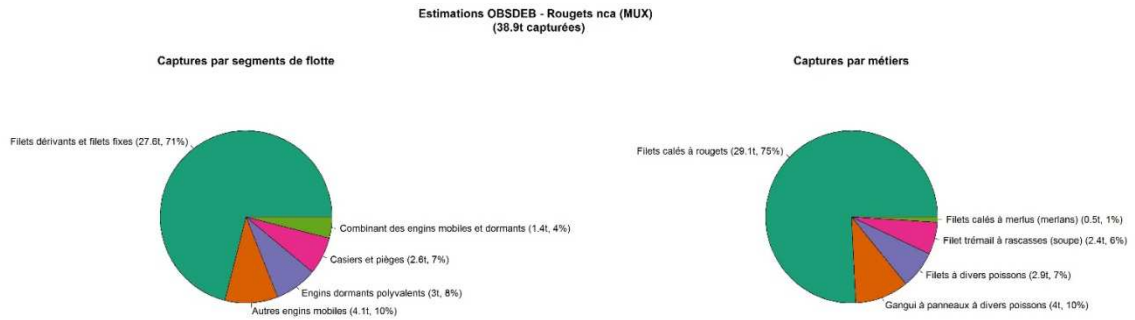 Estimations OBSDEB - Rougets nca (MUX)
(38.9t capturées)
Captures par segments de flotte
Filets dérivants et filets fixes (27.6t, 71%)
Combinant des engins mobiles et dormants (1.4t, 4%)
Casiers et pièges (2.6t, 7%)
Engins dormants polyvalents (3t, 8%)
Autres engins mobiles (4.1t, 10%)
Captures par métiers
Filets calés à rougets (29.1t, 75%)
Filets calés à merlus (merlans) (0.5t, 1%)
Filet trémail à rascasses (soupe) (2.4t, 6%)
Filets à divers poissons (2.9t, 7%)
Gangui à panneaux à divers poissons (4t, 10%)